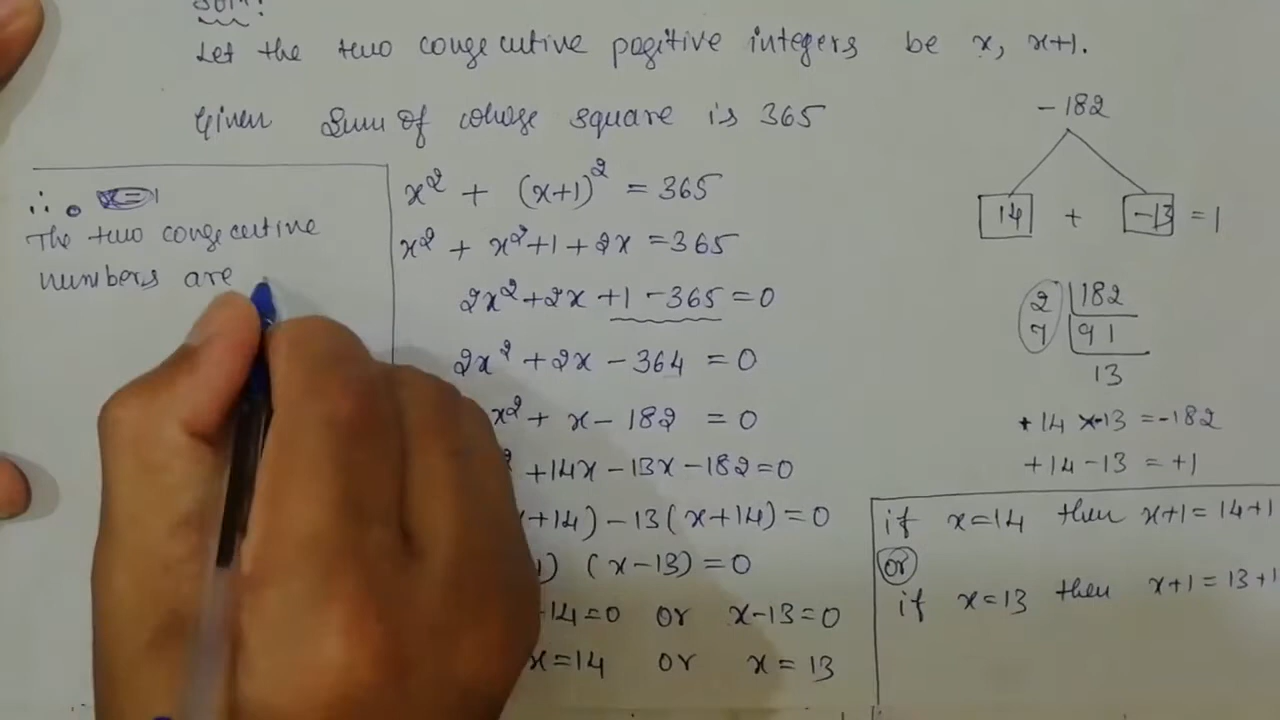 Soln:
Let the two consecutive positive integers be x, x+1.
Given Sum of whose square is 365
x² + (x+1)² = 365
x² + x²+1+2x = 365
2x²+2x +1 -365 = 0
2x² +2x - 364 = 0
x² + x - 182 = 0
+14x -13x -182=0
+14) -13(x+14) = 0
(x-13) = 0
14=0 or x-13=0
x=14 or x = 13
∴
The two consecutive
numbers are
-182
14 + -13 = 1
2 | 182
7 | 91
13
+14 x-13 = -182
+14 -13 = +1
if x=14 then x+1 = 14+1
or
if x=13 then x+1 = 13+1